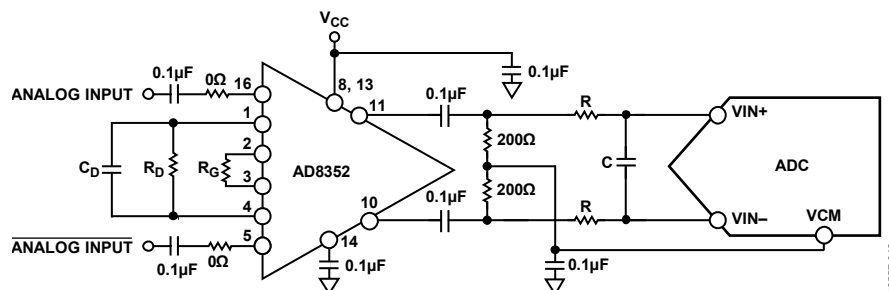 VCC
0.1µF
0Ω
16
8, 13
0.1µF
ANALOG INPUT
11
0.1µF
R
VIN+
1
2
200Ω
CD
RD
RG
AD8352
C
ADC
3
200Ω
4
10
0.1µF
R
VIN–
VCM
ANALOG INPUT
5
14
0.1µF
0Ω
0.1µF
0.1µF